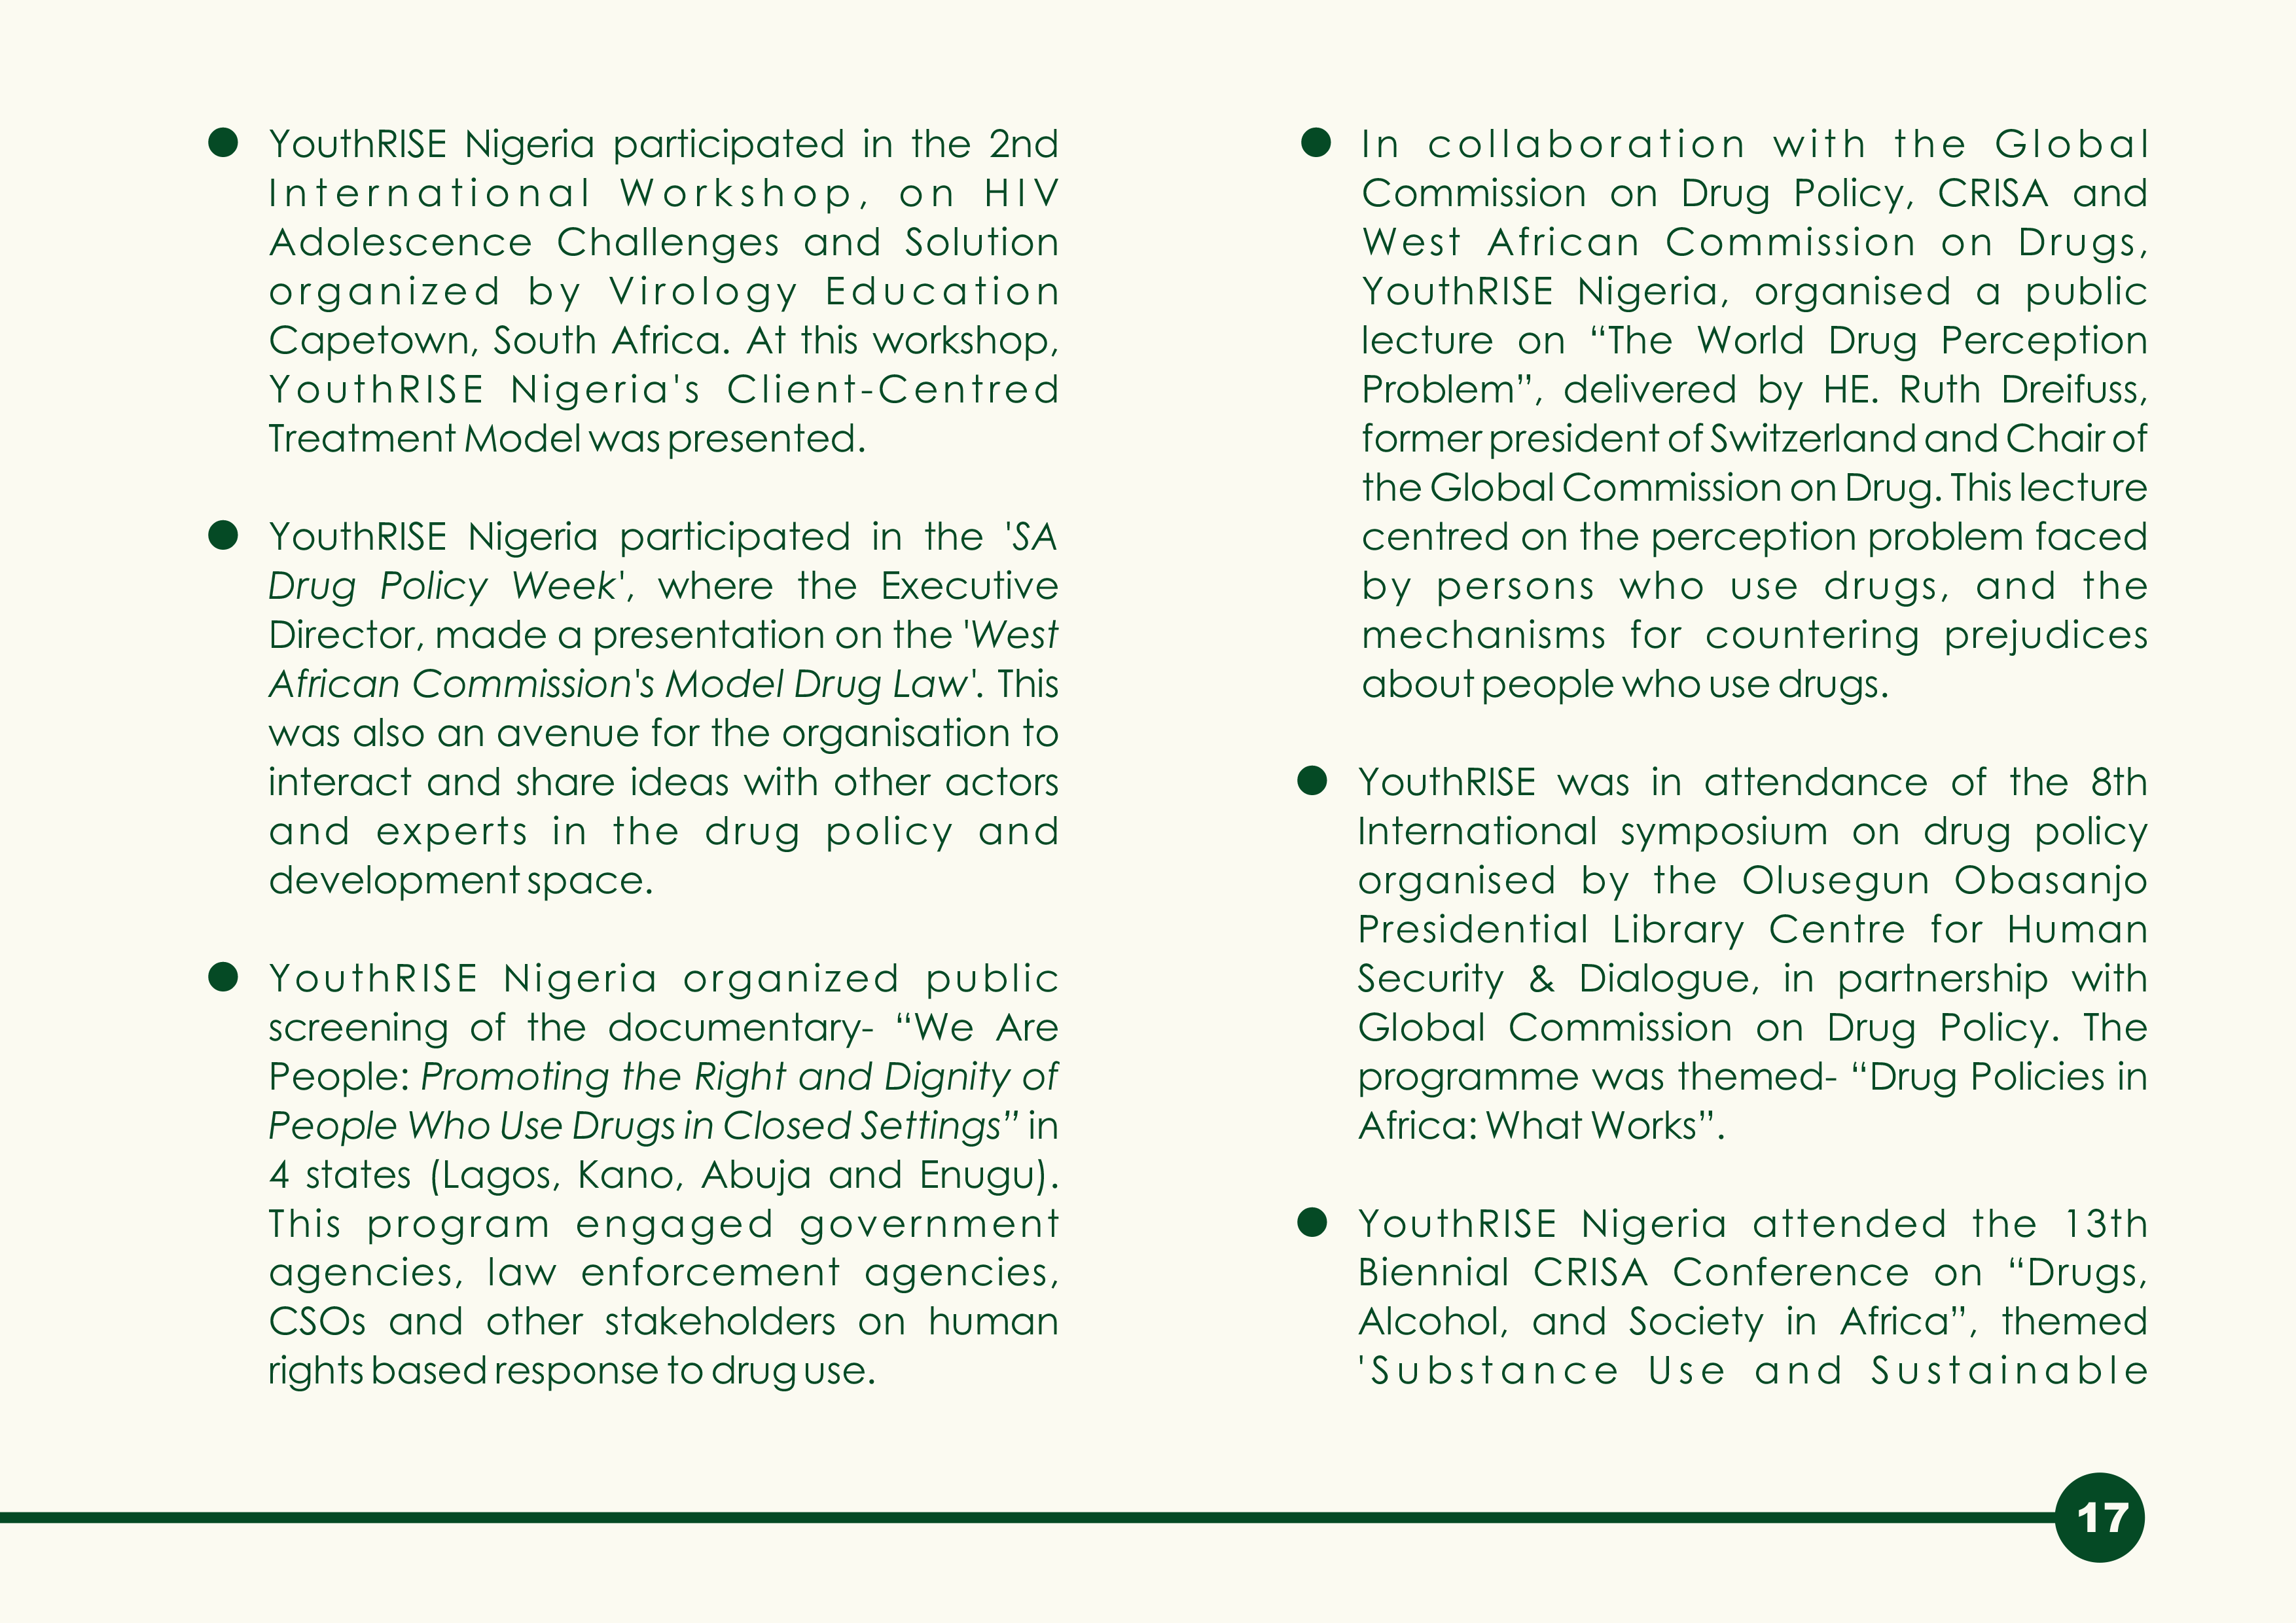 ● YouthRISE Nigeria participated in the 2nd
International Workshop, on HIV
Adolescence Challenges and Solution
organized by Virology Education
Capetown, South Africa. At this workshop,
YouthRISE Nigeria's Client-Centred
Treatment Model was presented.
● YouthRISE Nigeria participated in the 'SA
Drug Policy Week', where the Executive
Director, made a presentation on the 'West
African Commission's Model Drug Law'. This
was also an avenue for the organisation to
interact and share ideas with other actors
and experts in the drug policy and
development space.
● YouthRISE Nigeria organized public
screening of the documentary- “We Are
People: Promoting the Right and Dignity of
People Who Use Drugs in Closed Settings” in
4 states (Lagos, Kano, Abuja and Enugu).
This program engaged government
agencies, law enforcement agencies,
CSOs and other stakeholders on human
rights based response to drug use.
● In collaboration with the Global
Commission on Drug Policy, CRISA and
West African Commission on Drugs,
YouthRISE Nigeria, organised a public
lecture on “The World Drug Perception
Problem”, delivered by HE. Ruth Dreifuss,
former president of Switzerland and Chair of
the Global Commission on Drug. This lecture
centred on the perception problem faced
by persons who use drugs, and the
mechanisms for countering prejudices
about people who use drugs.
● YouthRISE was in attendance of the 8th
International symposium on drug policy
organised by the Olusegun Obasanjo
Presidential Library Centre for Human
Security & Dialogue, in partnership with
Global Commission on Drug Policy. The
programme was themed- “Drug Policies in
Africa: What Works”.
● YouthRISE Nigeria attended the 13th
Biennial CRISA Conference on “Drugs,
Alcohol, and Society in Africa”, themed
'Substance Use and Sustainable
17